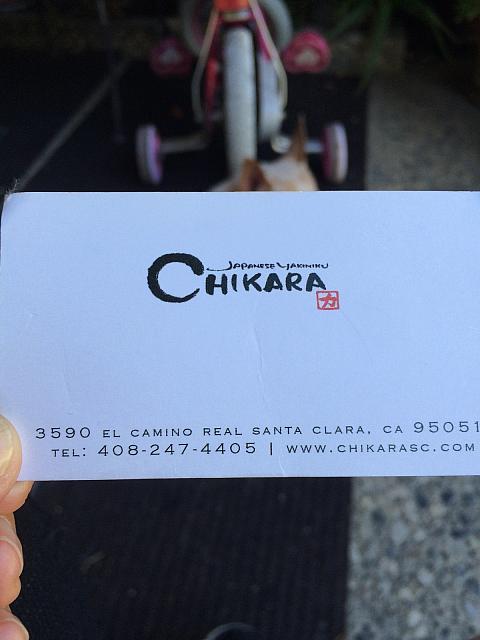 JAPANESE YAKINIKU
CHIKARA
力
3590 EL CAMINO REAL SANTA CLARA, CA 95051
TEL: 408-247-4405 | WWW.CHIKARASC.COM